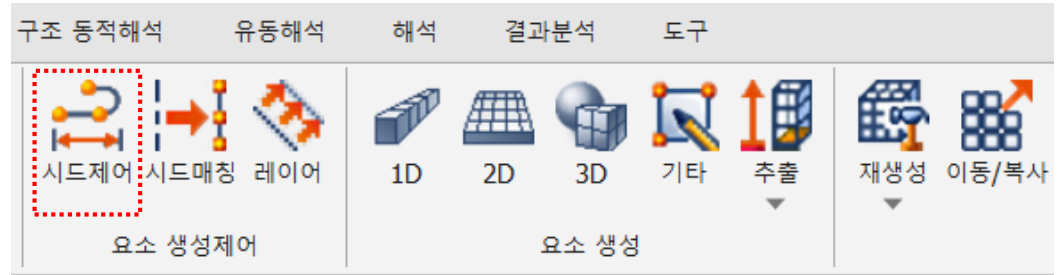 구조 동적해석 유동해석 해석 결과분석 도구
시드제어 시드매칭 레이어 1D 2D 3D 기타 추출 재생성 이동/복사
요소 생성제어 요소 생성